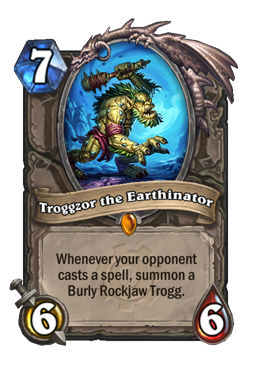 7
Troggzor the Earthinator
Whenever your opponent
casts a spell, summon a
Burly Rockjaw Trogg.
6 6